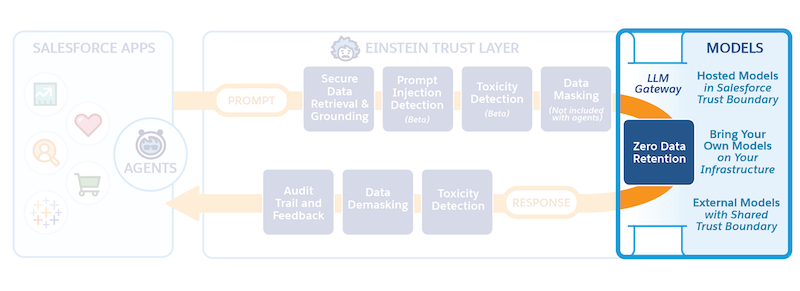 SALESFORCE APPS
AGENTS
EINSTEIN TRUST LAYER
PROMPT
Secure
Data
Retrieval &
Grounding
Prompt
Injection
Detection
(Beta)
Toxicity
Detection
(Beta)
Data
Masking
(Not included
with agents)
Audit
Trail and
Feedback
Data
Demasking
Toxicity
Detection
RESPONSE
MODELS
LLM
Gateway
Zero Data
Retention
Hosted Models
in Salesforce
Trust Boundary
Bring Your
Own Models
on Your
Infrastructure
External Models
with Shared
Trust Boundary